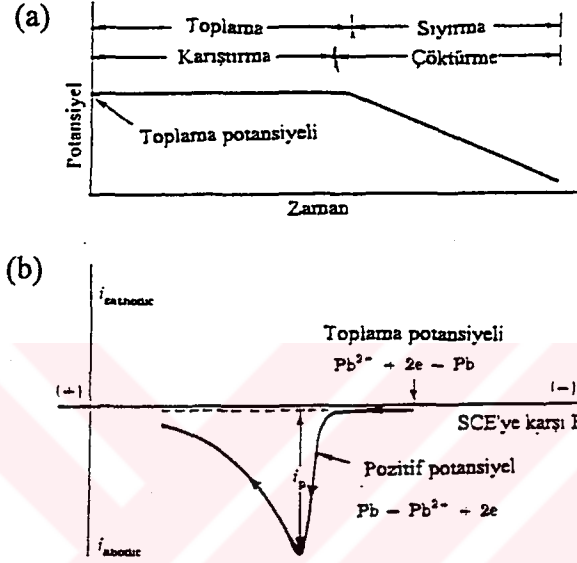 (a)
Toplama
Sıyırma
Karıştırma
Çöktürme
Potansiyel
Toplama potansiyeli
Zaman
(b)
i cathodic
Toplama potansiyeli
Pb²⁺ + 2e – Pb
(+)
(–)
SCE'ye karşı E
i p
Pozitif potansiyel
Pb – Pb²⁺ + 2e
i anodic